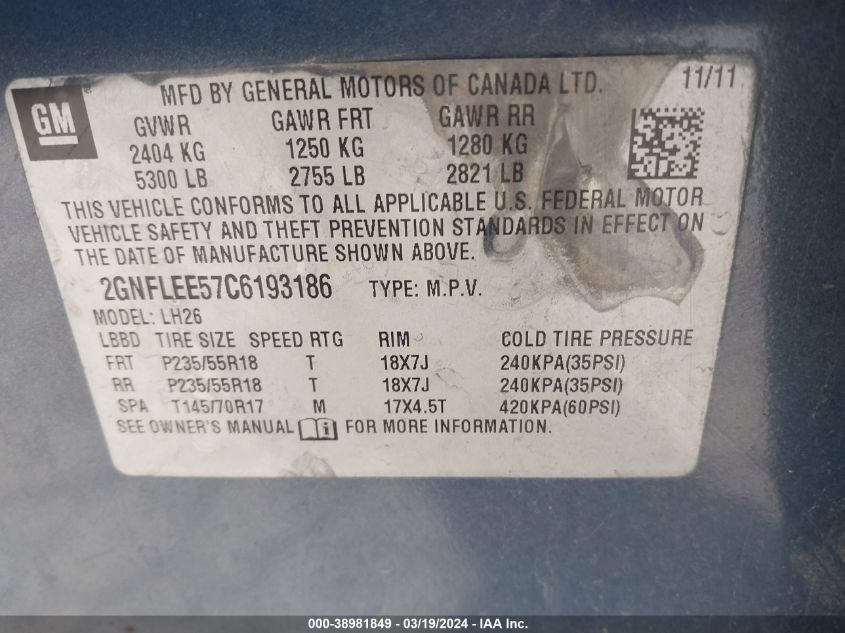 MFD BY GENERAL MOTORS OF CANADA LTD. 11/11
GM
GVWR GAWR FRT GAWR RR
2404 KG 1250 KG 1280 KG
5300 LB 2755 LB 2821 LB
THIS VEHICLE CONFORMS TO ALL APPLICABLE U.S. FEDERAL MOTOR
VEHICLE SAFETY AND THEFT PREVENTION STANDARDS IN EFFECT ON
THE DATE OF MANUFACTURE SHOWN ABOVE.
2GNFLEE57C6193186 TYPE: M.P.V.
MODEL: LH26
LBBD TIRE SIZE SPEED RTG RIM COLD TIRE PRESSURE
FRT P235/55R18 T 18X7J 240KPA(35PSI)
RR P235/55R18 T 18X7J 240KPA(35PSI)
SPA T145/70R17 M 17X4.5T 420KPA(60PSI)
SEE OWNER'S MANUAL i FOR MORE INFORMATION.
000-38981849 - 03/19/2024 - IAA Inc.